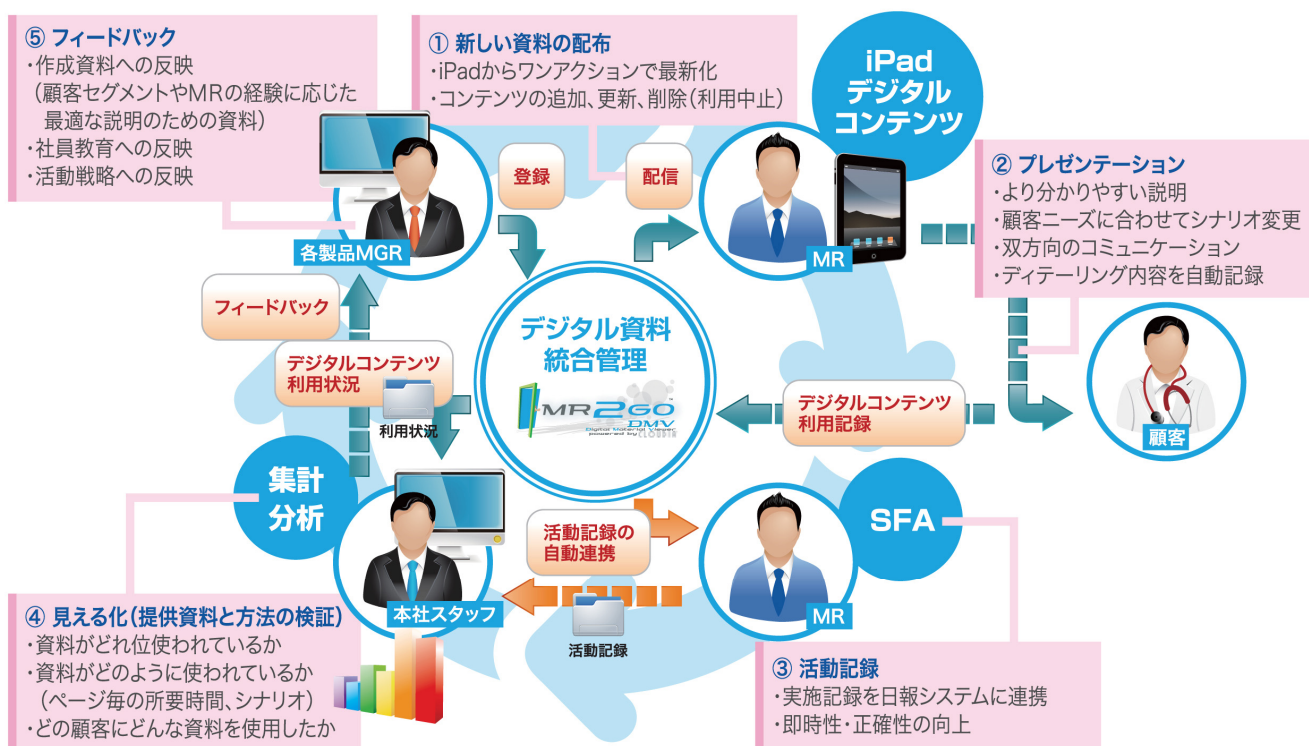 ⑤ フィードバック
・作成資料への反映
（顧客セグメントやMRの経験に応じた
最適な説明のための資料）
・社員教育への反映
・活動戦略への反映
① 新しい資料の配布
・iPadからワンアクションで最新化
・コンテンツの追加、更新、削除（利用中止）
iPad
デジタル
コンテンツ
② プレゼンテーション
・より分かりやすい説明
・顧客ニーズに合わせてシナリオ変更
・双方向のコミュニケーション
・ディテーリング内容を自動記録
登録
配信
各製品MGR
MR
フィードバック
デジタルコンテンツ
利用状況
利用状況
デジタル資料
統合管理
MR2GO
DMV
Digital Material Viewer
powered by CLOUDIA
デジタルコンテンツ
利用記録
顧客
集計
分析
本社スタッフ
活動記録の
自動連携
活動記録
MR
SFA
④ 見える化（提供資料と方法の検証）
・資料がどれ位使われているか
・資料がどのように使われているか
（ページ毎の所要時間、シナリオ）
・どの顧客にどんな資料を使用したか
③ 活動記録
・実施記録を日報システムに連携
・即時性・正確性の向上